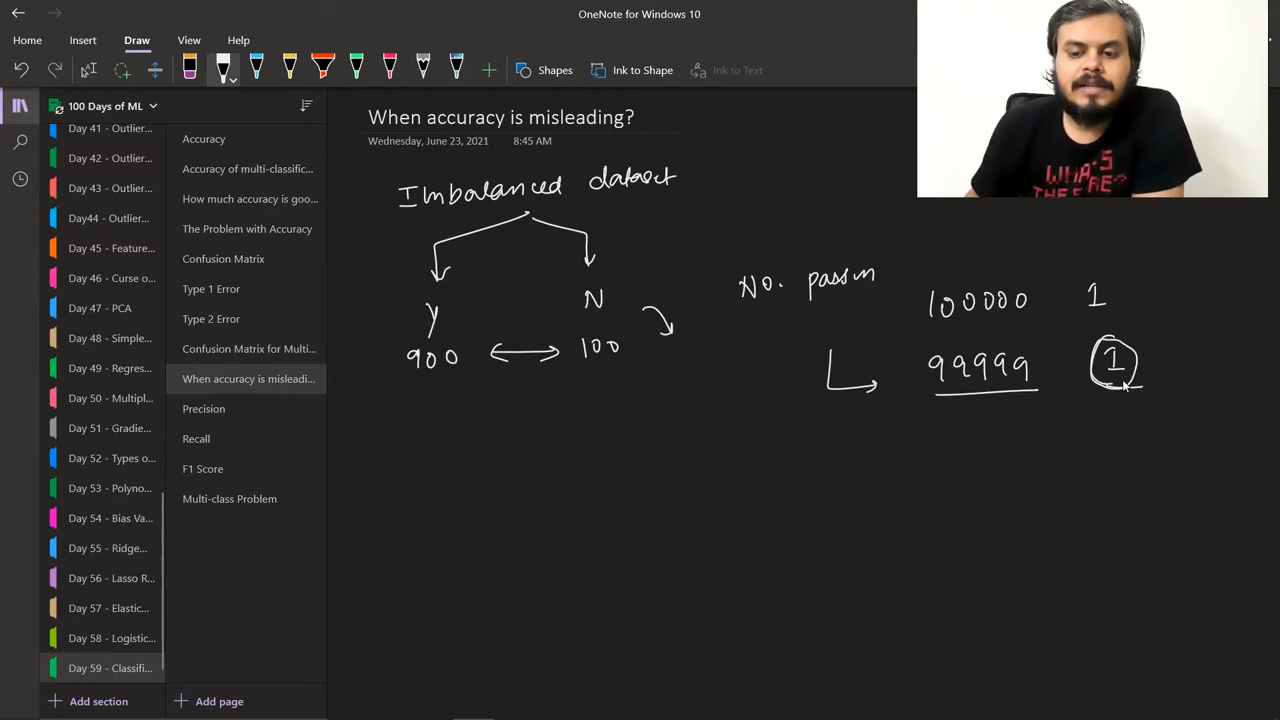 OneNote for Windows 10
Home Insert Draw View Help
Shapes Ink to Shape Ink to Text
100 Days of ML
Day 41 - Outlier...
Day 42 - Outlier...
Day 43 - Outlier...
Day44 - Outlier...
Day 45 - Feature...
Day 46 - Curse o...
Day 47 - PCA
Day 48 - Simple...
Day 49 - Regres...
Day 50 - Multipl...
Day 51 - Gradie...
Day 52 - Types o...
Day 53 - Polyno...
Day 54 - Bias Va...
Day 55 - Ridge...
Day 56 - Lasso R...
Day 57 - Elastic...
Day 58 - Logistic...
Day 59 - Classifi...
Add section
Accuracy
Accuracy of multi-classific...
How much accuracy is goo...
The Problem with Accuracy
Confusion Matrix
Type 1 Error
Type 2 Error
Confusion Matrix for Multi...
When accuracy is misleadi...
Precision
Recall
F1 Score
Multi-class Problem
Add page
When accuracy is misleading?
Wednesday, June 23, 2021 8:45 AM
Imbalanced dataset
Y N
900 100
No. passen
100000 1
99999 1
WHAT'S